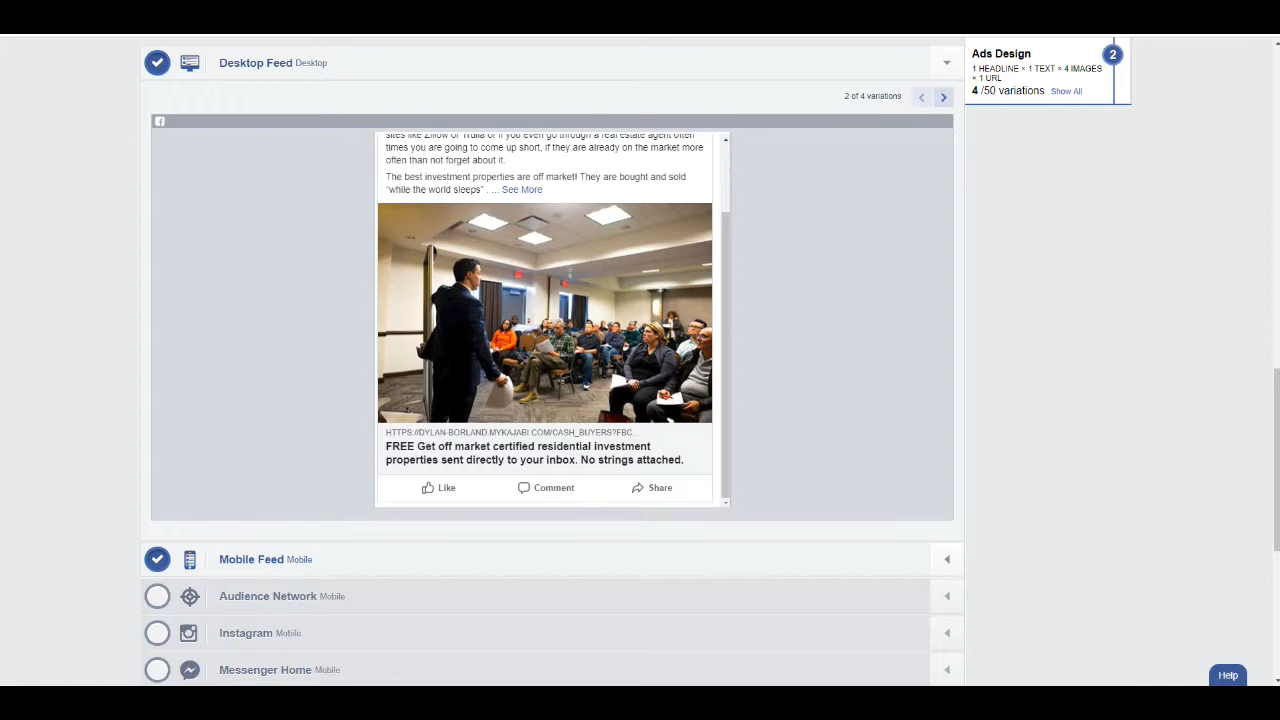 Desktop Feed Desktop
Ads Design
2
1 HEADLINE × 1 TEXT × 4 IMAGES
× 1 URL
4 /50 variations Show All
2 of 4 variations
sites like Zillow or Trulia or if you even go through a real estate agent often
times you are going to come up short, if they are already on the market more
often than not forget about it.
The best investment properties are off market! They are bought and sold
"while the world sleeps" . ... See More
HTTPS://DYLAN-BORLAND.MYKAJABI.COM/CASH_BUYERS?FBC...
FREE Get off market certified residential investment
properties sent directly to your inbox. No strings attached.
Like Comment Share
Mobile Feed Mobile
Audience Network Mobile
Instagram Mobile
Messenger Home Mobile
Help